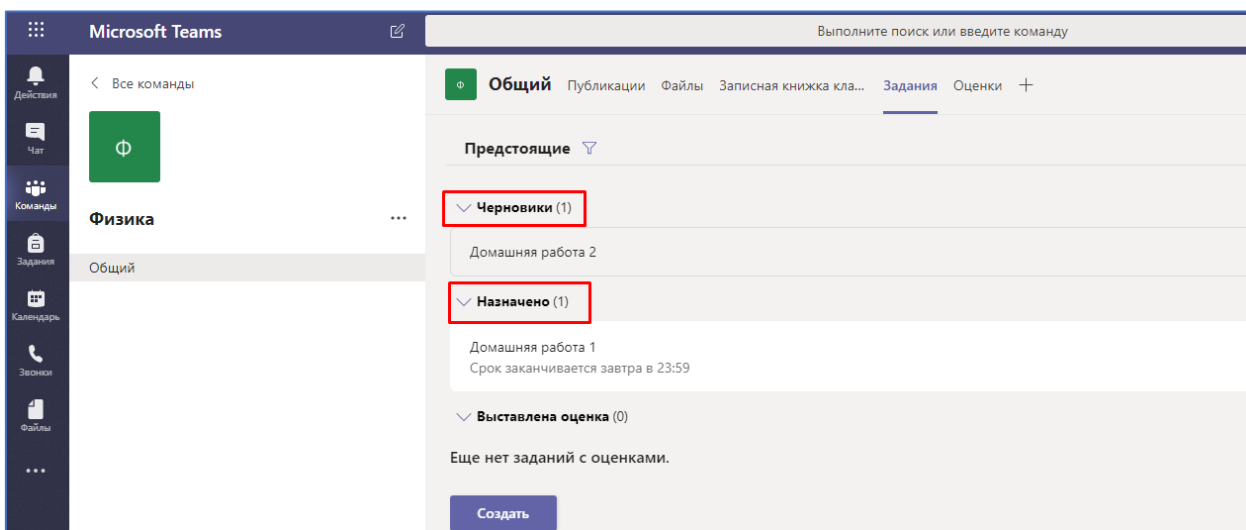 Microsoft Teams
Выполните поиск или введите команду
Действия
Чат
Команды
Задания
Календарь
Звонки
Файлы
Все команды
Ф
Физика
Общий
Ф
Общий Публикации Файлы Записная книжка кла... Задания Оценки
Предстоящие
Черновики (1)
Домашняя работа 2
Назначено (1)
Домашняя работа 1
Срок заканчивается завтра в 23:59
Выставлена оценка (0)
Еще нет заданий с оценками.
Создать